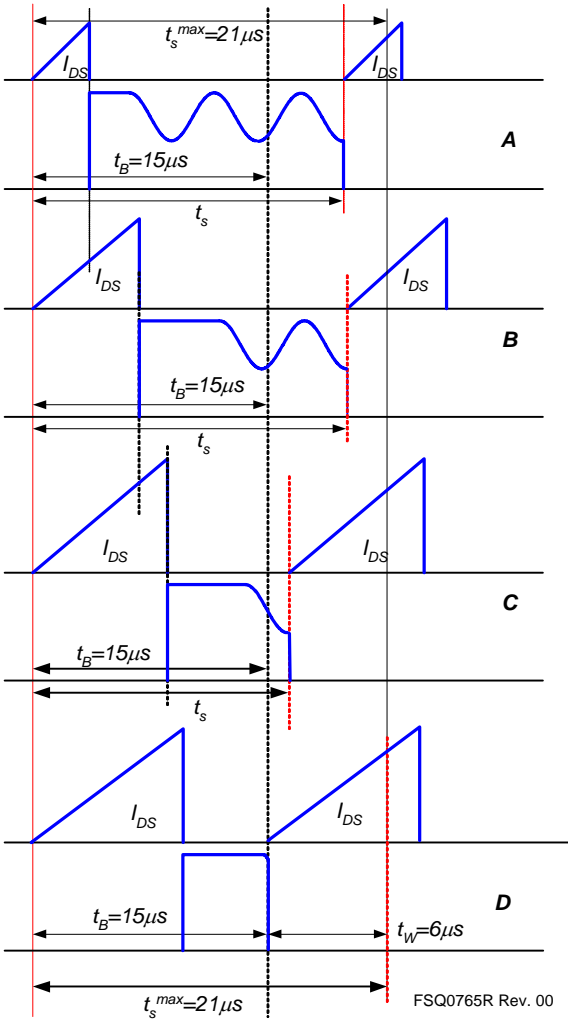 t_s^max=21μs
I_DS
I_DS
A
t_B=15μs
t_s
I_DS
I_DS
B
t_B=15μs
t_s
I_DS
I_DS
C
t_B=15μs
t_s
I_DS
I_DS
D
t_B=15μs
t_W=6μs
t_s^max=21μs
FSQ0765R Rev. 00